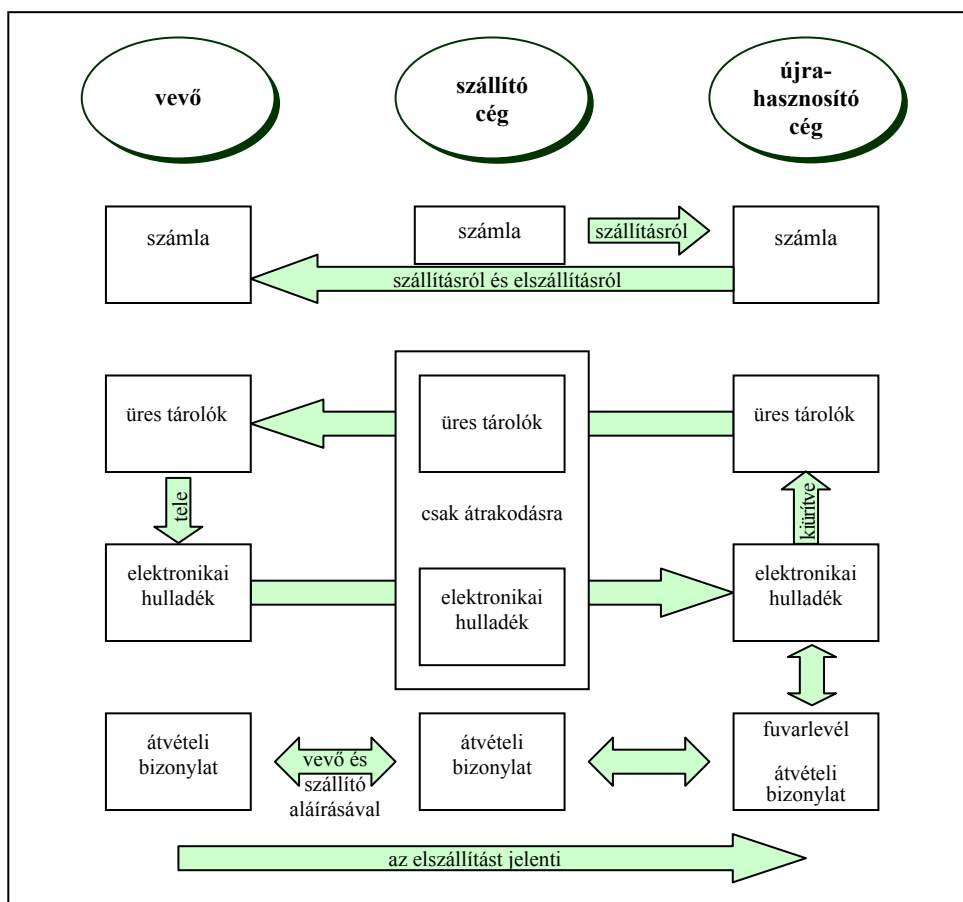 vevő
szállító
cég
újra-
hasznosító
cég
számla
számla
szállításról
számla
szállításról és elszállításról
üres tárolók
üres tárolók
üres tárolók
tele
csak átrakodásra
kiürítve
elektronikai
hulladék
elektronikai
hulladék
elektronikai
hulladék
átvételi
bizonylat
vevő és
szállító
aláírásával
átvételi
bizonylat
fuvarlevél
átvételi
bizonylat
az elszállítást jelenti